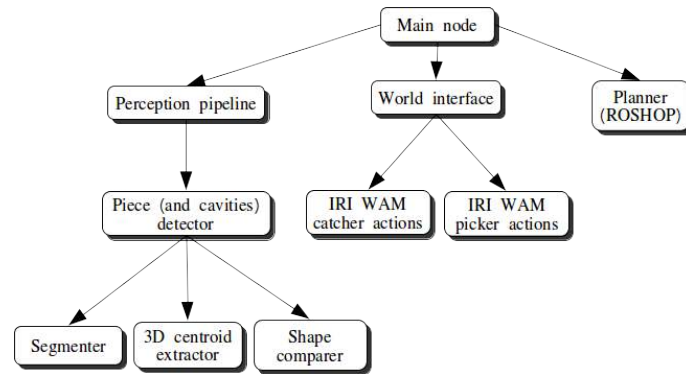 Main node
Perception pipeline
World interface
Planner
(ROSHOP)
Piece (and cavities)
detector
IRI WAM
catcher actions
IRI WAM
picker actions
Segmenter
3D centroid
extractor
Shape
comparer